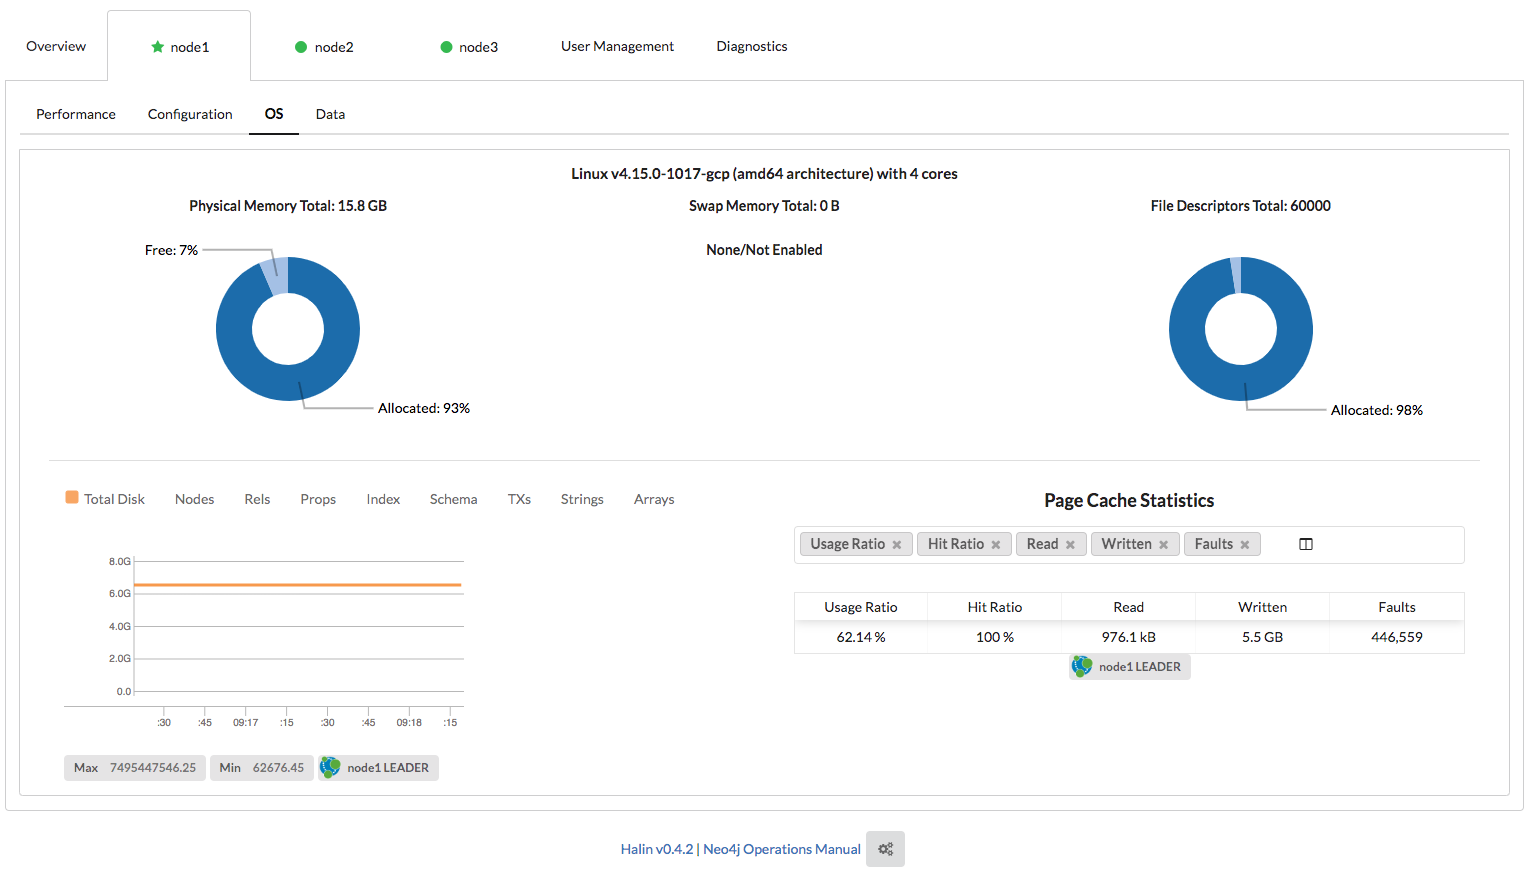 Overview
node1
node2
node3
User Management
Diagnostics
Performance
Configuration
OS
Data
Linux v4.15.0-1017-gcp (amd64 architecture) with 4 cores
Physical Memory Total: 15.8 GB
Swap Memory Total: 0 B
File Descriptors Total: 60000
Free: 7%
Allocated: 93%
None/Not Enabled
Allocated: 98%
Total Disk
Nodes
Rels
Props
Index
Schema
TXs
Strings
Arrays
8.0G
6.0G
4.0G
2.0G
0.0
:30
:45
09:17
:15
:30
:45
09:18
:15
Max 7495447546.25
Min 62676.45
node1 LEADER
Page Cache Statistics
Usage Ratio
Hit Ratio
Read
Written
Faults
Usage Ratio Hit Ratio Read Written Faults
62.14 % 100 % 976.1 kB 5.5 GB 446,559
node1 LEADER
Halin v0.4.2 | Neo4j Operations Manual